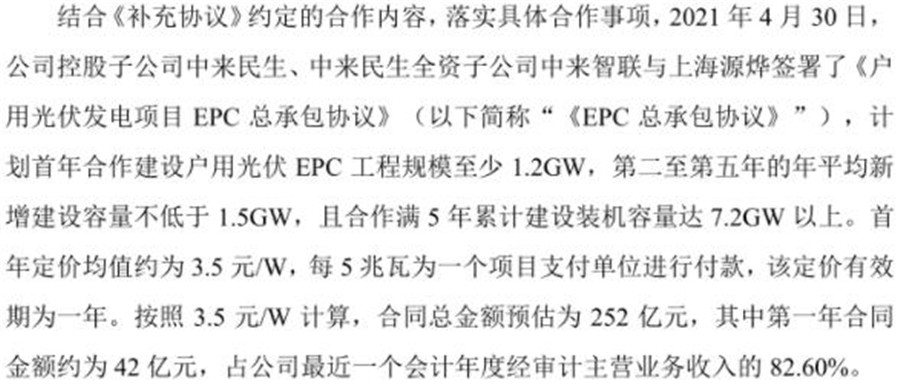 结合《补充协议》约定的合作内容，落实具体合作事项，2021 年 4 月 30 日，
公司控股子公司中来民生、中来民生全资子公司中来智联与上海源烨签署了《户
用光伏发电项目 EPC 总承包协议》（以下简称“《EPC 总承包协议》”），计
划首年合作建设户用光伏 EPC 工程规模至少 1.2GW，第二至第五年的年平均新
增建设容量不低于 1.5GW，且合作满 5 年累计建设装机容量达 7.2GW 以上。首
年定价均值约为 3.5 元/W，每 5 兆瓦为一个项目支付单位进行付款，该定价有效
期为一年。按照 3.5 元/W 计算，合同总金额预估为 252 亿元，其中第一年合同
金额约为 42 亿元，占公司最近一个会计年度经审计主营业务收入的 82.60%。